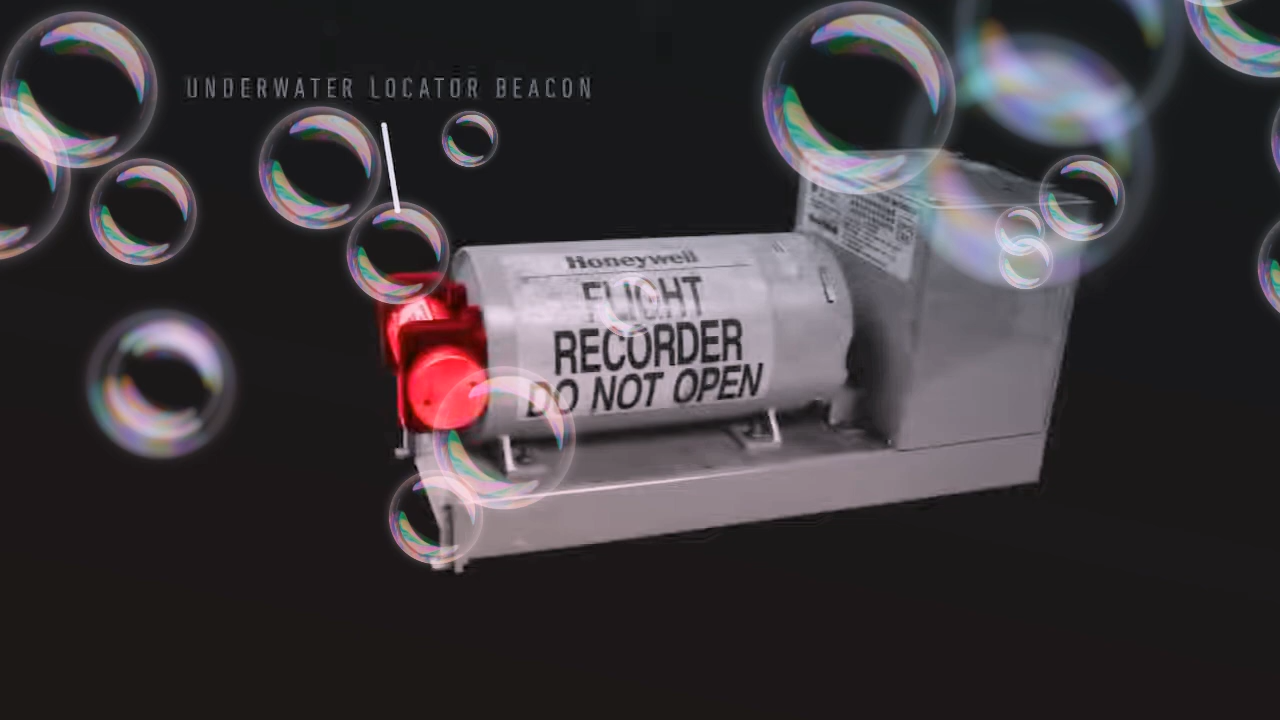 UNDERWATER LOCATOR BEACON
Honeywell
FLIGHT
RECORDER
DO NOT OPEN